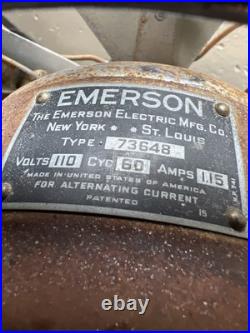 EMERSON
THE EMERSON ELECTRIC MFG. CO.
NEW YORK • • ST. LOUIS
TYPE - 73648
VOLTS 110 CYC 60 AMPS 1.15
MADE IN UNITED STATES OF AMERICA
FOR ALTERNATING CURRENT
PATENTED
15